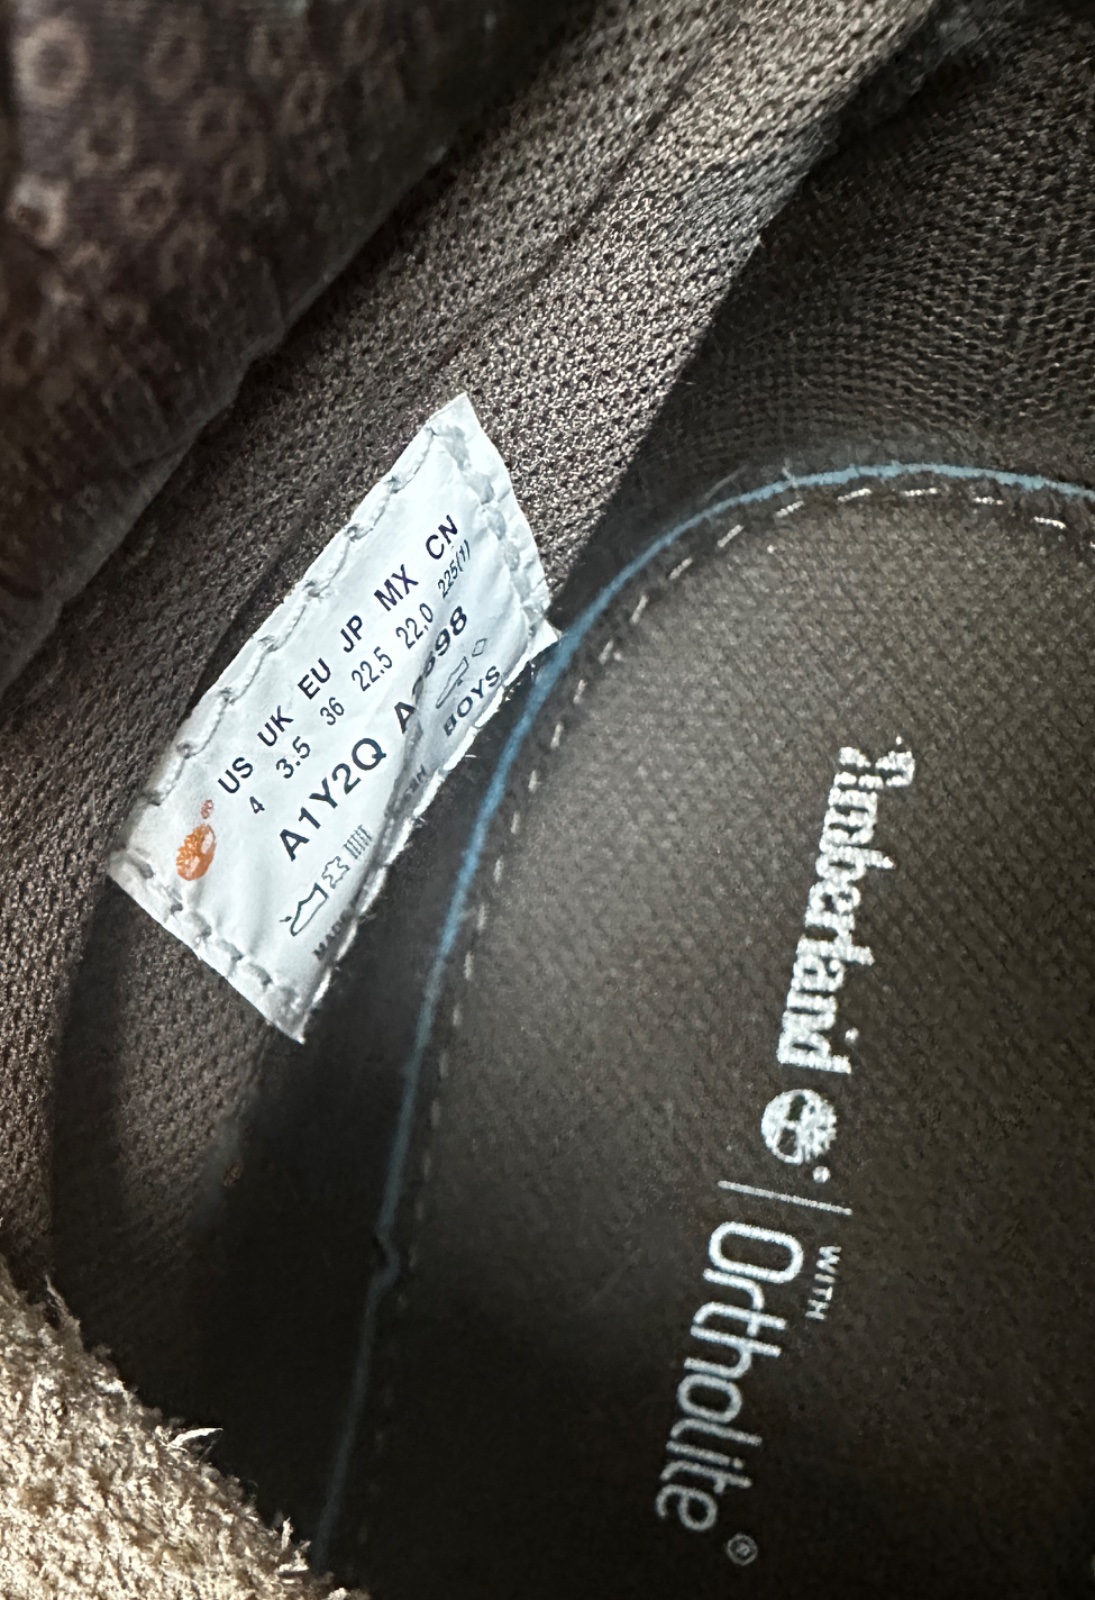 US UK EU JP MX CN
4 3.5 36 22.5 22.0 225(1)
A1Y2Q
BOYS
Timberland ®
WITH
OrthoLite®